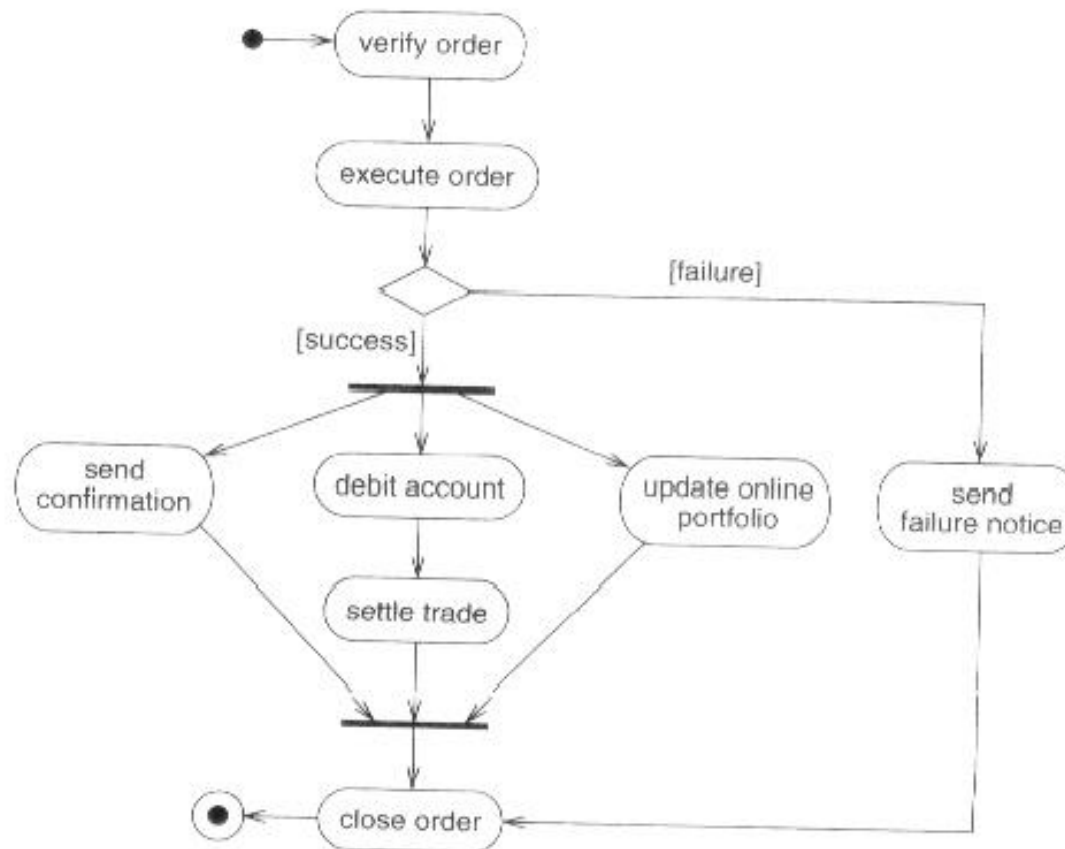 verify order
execute order
[failure]
[success]
send
confirmation
debit account
update online
portfolio
send
failure notice
settle trade
close order